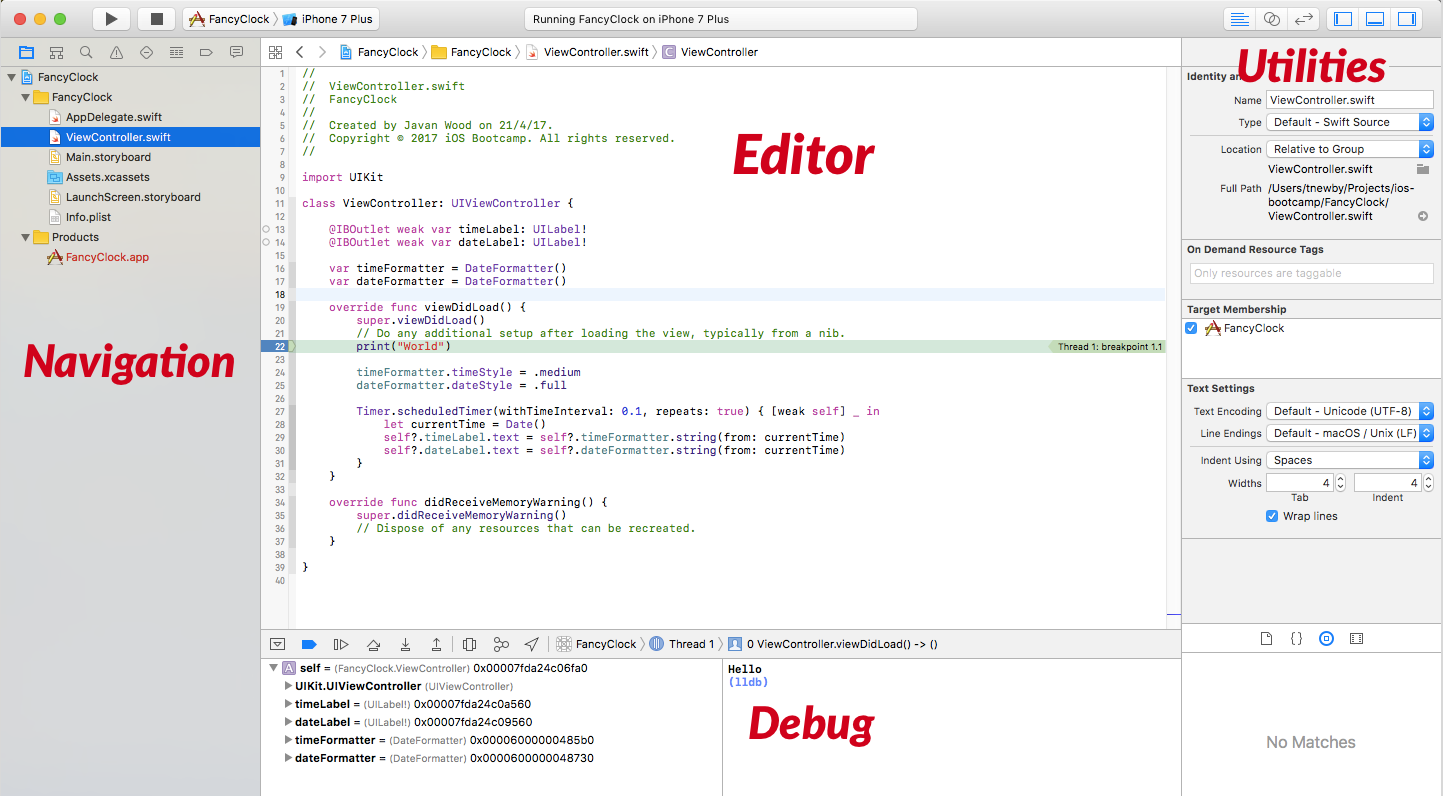 FancyClock iPhone 7 Plus
Running FancyClock on iPhone 7 Plus
FancyClock
FancyClock
AppDelegate.swift
ViewController.swift
Main.storyboard
Assets.xcassets
LaunchScreen.storyboard
Info.plist
Products
FancyClock.app
Navigation
FancyClock FancyClock ViewController.swift C ViewController
1 //
2 // ViewController.swift
3 // FancyClock
4 //
5 // Created by Javan Wood on 21/4/17.
6 // Copyright © 2017 iOS Bootcamp. All rights reserved.
7 //
8
9 import UIKit
10
11 class ViewController: UIViewController {
12
13 @IBOutlet weak var timeLabel: UILabel!
14 @IBOutlet weak var dateLabel: UILabel!
15
16 var timeFormatter = DateFormatter()
17 var dateFormatter = DateFormatter()
18
19 override func viewDidLoad() {
20 super.viewDidLoad()
21 // Do any additional setup after loading the view, typically from a nib.
22 print("World") Thread 1: breakpoint 1.1
23
24 timeFormatter.timeStyle = .medium
25 dateFormatter.dateStyle = .full
26
27 Timer.scheduledTimer(withTimeInterval: 0.1, repeats: true) { [weak self] _ in
28 let currentTime = Date()
29 self?.timeLabel.text = self?.timeFormatter.string(from: currentTime)
30 self?.dateLabel.text = self?.dateFormatter.string(from: currentTime)
31 }
32 }
33
34 override func didReceiveMemoryWarning() {
35 super.didReceiveMemoryWarning()
36 // Dispose of any resources that can be recreated.
37 }
38
39 }
40
Editor
FancyClock Thread 1 0 ViewController.viewDidLoad() -> ()
A self = (FancyClock.ViewController) 0x00007fda24c06fa0
UIKit.UIViewController (UIViewController)
timeLabel = (UILabel!) 0x00007fda24c0a560
dateLabel = (UILabel!) 0x00007fda24c09560
timeFormatter = (DateFormatter) 0x00006000000485b0
dateFormatter = (DateFormatter) 0x0000600000048730
Hello
(lldb)
Debug
Utilities
Identity an
Name ViewController.swift
Type Default - Swift Source
Location Relative to Group
ViewController.swift
Full Path /Users/tnewby/Projects/ios-
bootcamp/FancyClock/
ViewController.swift
On Demand Resource Tags
Only resources are taggable
Target Membership
FancyClock
Text Settings
Text Encoding Default - Unicode (UTF-8)
Line Endings Default - macOS / Unix (LF)
Indent Using Spaces
Widths 4 4
Tab Indent
Wrap lines
{ }
No Matches